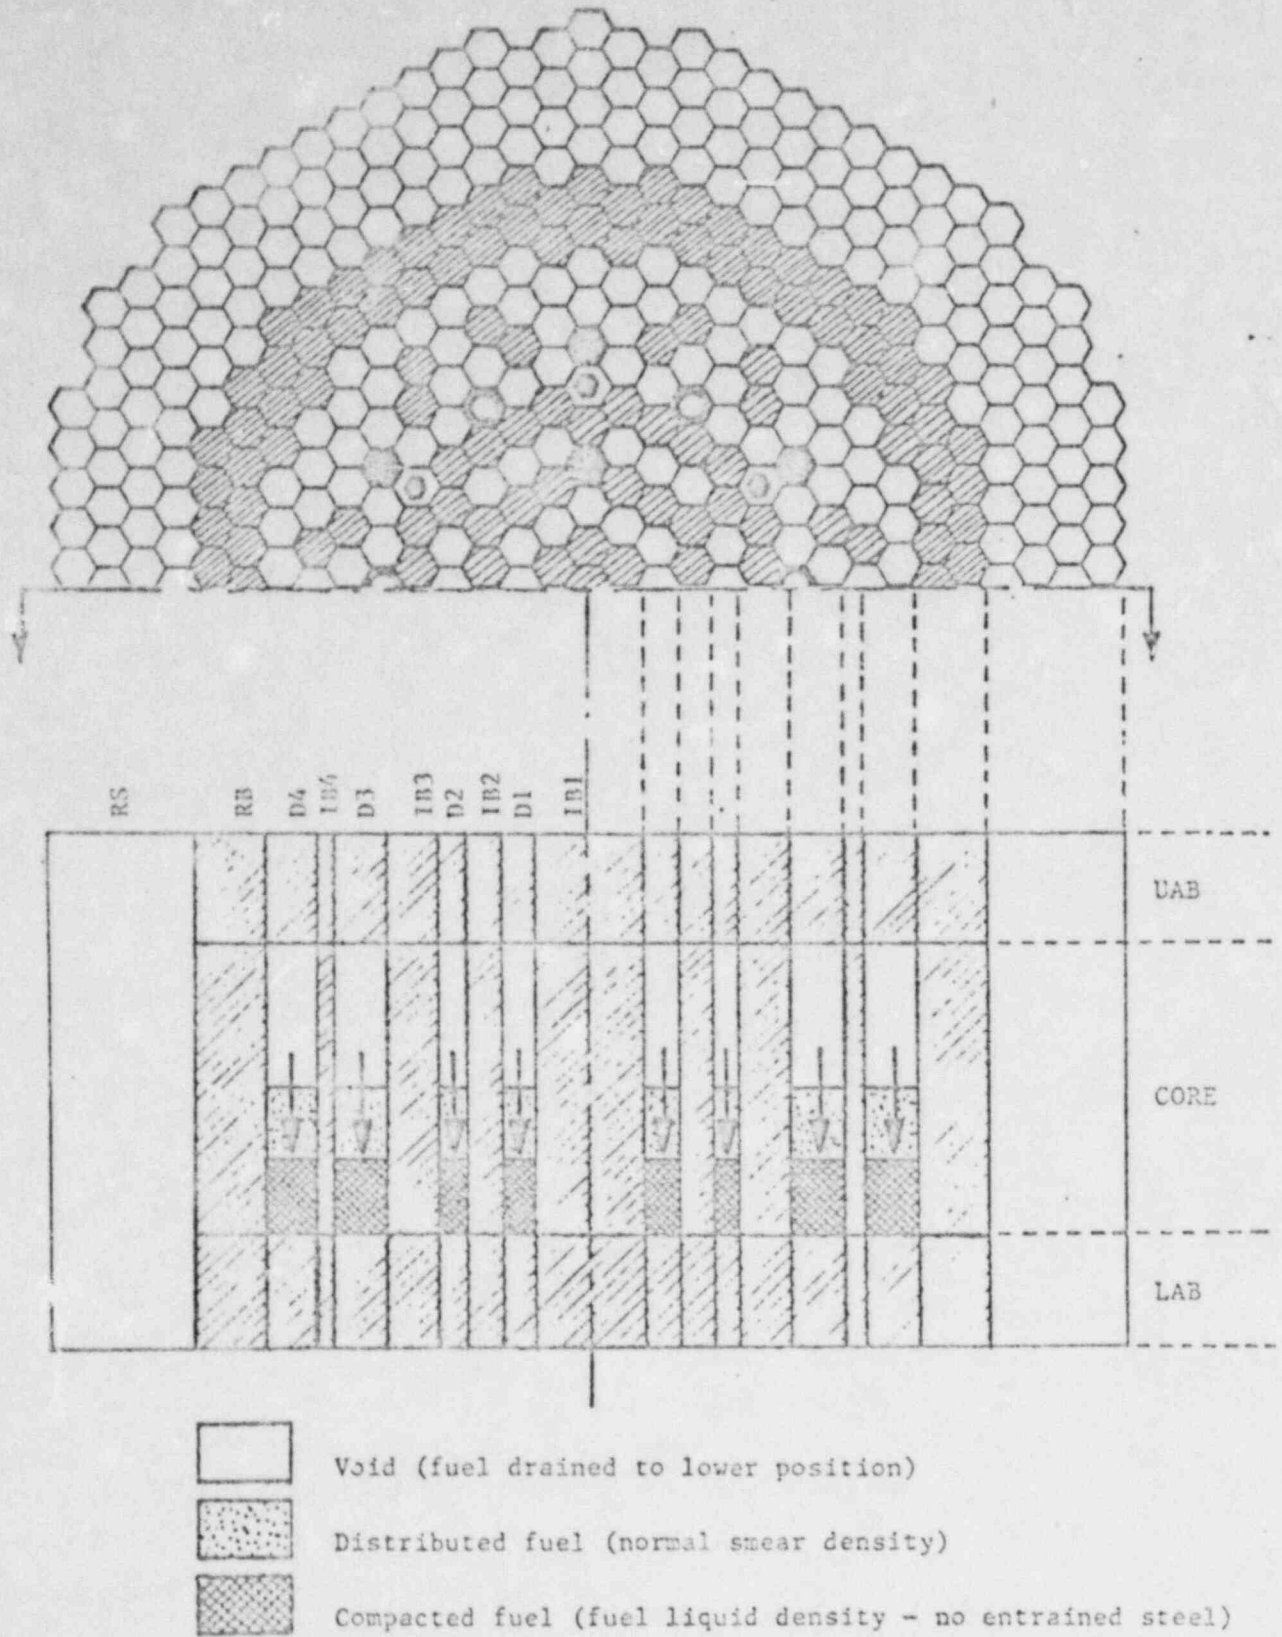 RS RB D4 IB4 D3 IB3 D2 IB2 D1 IB1
UAB
CORE
LAB
Void (fuel drained to lower position)
Distributed fuel (normal smear density)
Compacted fuel (fuel liquid density - no entrained steel)